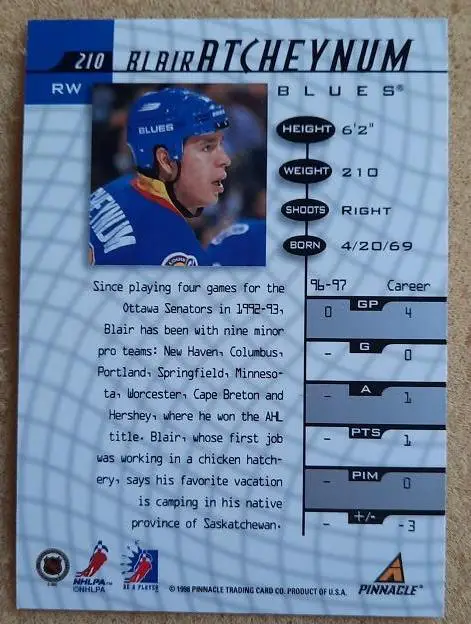 210 BLAIR ATCHEYNUM
RW
BLUES®
BLUES
HEYNUM
HEIGHT 6'2"
WEIGHT 210
SHOOTS RIGHT
BORN 4/20/69
Since playing four games for the
Ottawa Senators in 1992-93,
Blair has been with nine minor
pro teams: New Haven, Columbus,
Portland, Springfield, Minneso-
ta, Worcester, Cape Breton and
Hershey, where he won the AHL
title. Blair, whose first job
was working in a chicken hatch-
ery, says his favorite vacation
is camping in his native
province of Saskatchewan.
96-97 Career
GP
0 4
G
- 0
A
- 1
PTS
- 1
PIM
- 0
+/-
- -3
NHLPA™
©NHLPA
BE A PLAYER
© 1998 PINNACLE TRADING CARD CO. PRODUCT OF U.S.A.
PINNACLE®